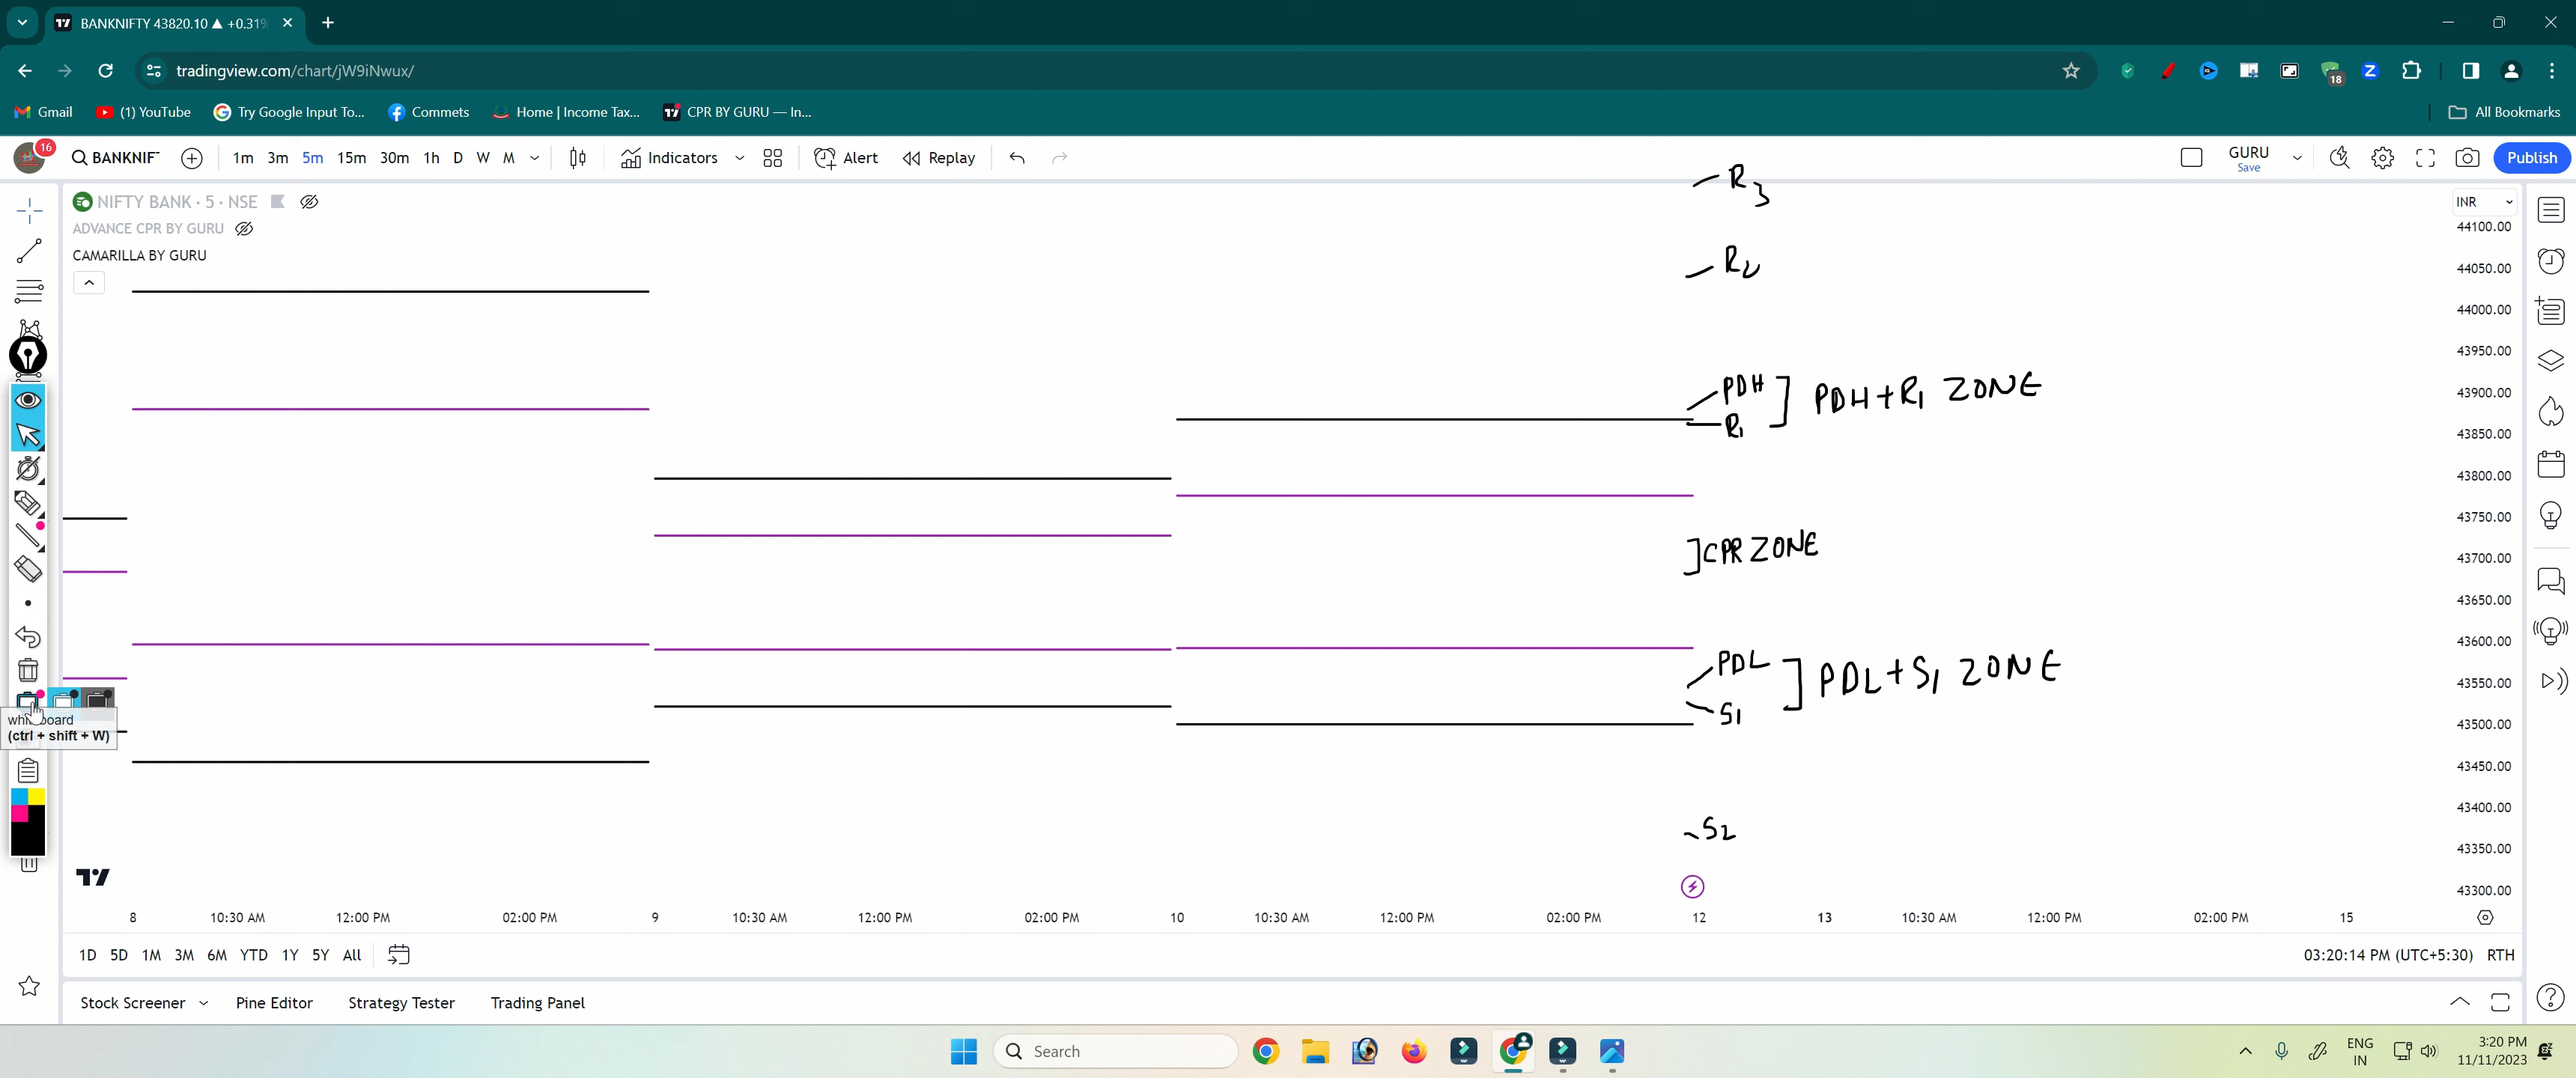 BANKNIFTY 43820.10 ▲ +0.31%
tradingview.com/chart/jW9iNwux/
18
Gmail
(1) YouTube
Try Google Input To...
Commets
Home | Income Tax...
CPR BY GURU — In...
All Bookmarks
16
BANKNIF
1m 3m 5m 15m 30m 1h D W M
Indicators
Alert
Replay
GURU
Save
Publish
NIFTY BANK · 5 · NSE
ADVANCE CPR BY GURU
CAMARILLA BY GURU
INR
44100.00
44050.00
44000.00
43950.00
43900.00
43850.00
43800.00
43750.00
43700.00
43650.00
43600.00
43550.00
43500.00
43450.00
43400.00
43350.00
43300.00
R3
R2
PDH
R1
PDH+R1 ZONE
CPR ZONE
PDL
S1
PDL+S1 ZONE
S2
whiteboard
(ctrl + shift + W)
8 10:30 AM 12:00 PM 02:00 PM 9 10:30 AM 12:00 PM 02:00 PM 10 10:30 AM 12:00 PM 02:00 PM 12 13 10:30 AM 12:00 PM 02:00 PM 15
1D 5D 1M 3M 6M YTD 1Y 5Y All
03:20:14 PM (UTC+5:30) RTH
Stock Screener
Pine Editor
Strategy Tester
Trading Panel
Search
ENG
IN
3:20 PM
11/11/2023